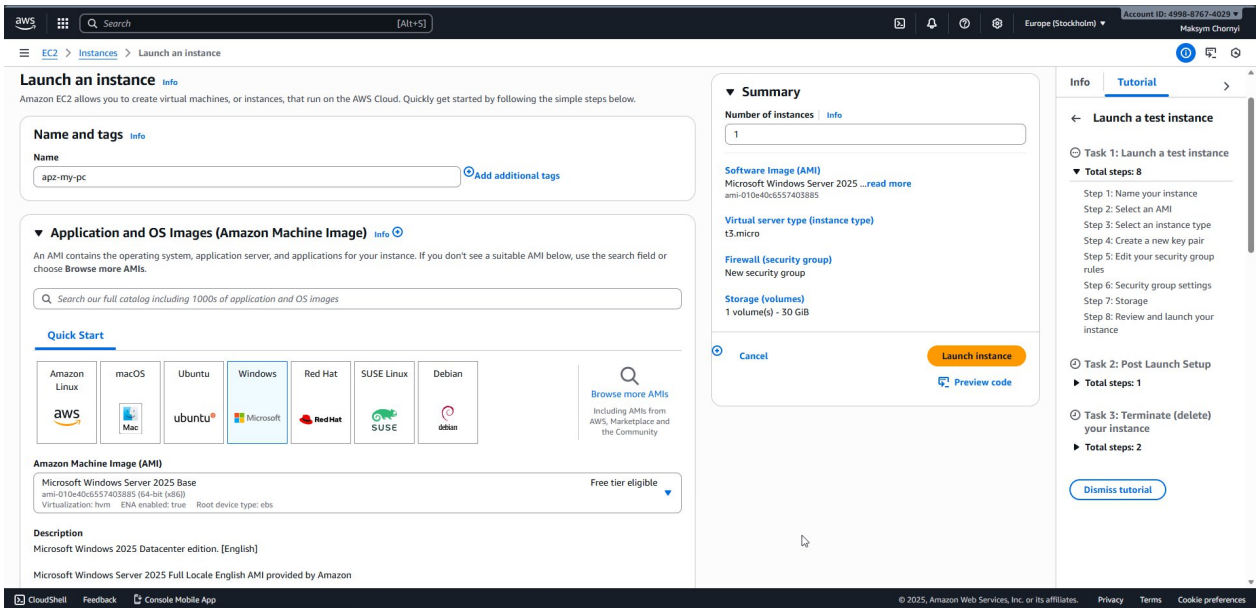 aws
Search
[Alt+S]
Europe (Stockholm)
Account ID: 4998-8767-4029
Maksym Chornyi
EC2 > Instances > Launch an instance
Launch an instance Info
Amazon EC2 allows you to create virtual machines, or instances, that run on the AWS Cloud. Quickly get started by following the simple steps below.
Name and tags Info
Name
apz-my-pc
Add additional tags
Application and OS Images (Amazon Machine Image) Info
An AMI contains the operating system, application server, and applications for your instance. If you don't see a suitable AMI below, use the search field or
choose Browse more AMIs.
Search our full catalog including 1000s of application and OS images
Quick Start
Amazon
Linux
aws
macOS
Mac
Ubuntu
ubuntu®
Windows
Microsoft
Red Hat
Red Hat
SUSE Linux
SUSE
Debian
debian
Browse more AMIs
Including AMIs from
AWS, Marketplace and
the Community
Amazon Machine Image (AMI)
Microsoft Windows Server 2025 Base
Free tier eligible
ami-010e40c6557403885 (64-bit (x86))
Virtualization: hvm ENA enabled: true Root device type: ebs
Description
Microsoft Windows 2025 Datacenter edition. [English]
Microsoft Windows Server 2025 Full Locale English AMI provided by Amazon
Summary
Number of instances Info
1
Software Image (AMI)
Microsoft Windows Server 2025 ...read more
ami-010e40c6557403885
Virtual server type (instance type)
t3.micro
Firewall (security group)
New security group
Storage (volumes)
1 volume(s) - 30 GiB
Cancel
Launch instance
Preview code
Info
Tutorial
Launch a test instance
Task 1: Launch a test instance
Total steps: 8
Step 1: Name your instance
Step 2: Select an AMI
Step 3: Select an instance type
Step 4: Create a new key pair
Step 5: Edit your security group
rules
Step 6: Security group settings
Step 7: Storage
Step 8: Review and launch your
instance
Task 2: Post Launch Setup
Total steps: 1
Task 3: Terminate (delete)
your instance
Total steps: 2
Dismiss tutorial
CloudShell Feedback Console Mobile App
© 2025, Amazon Web Services, Inc. or its affiliates. Privacy Terms Cookie preferences